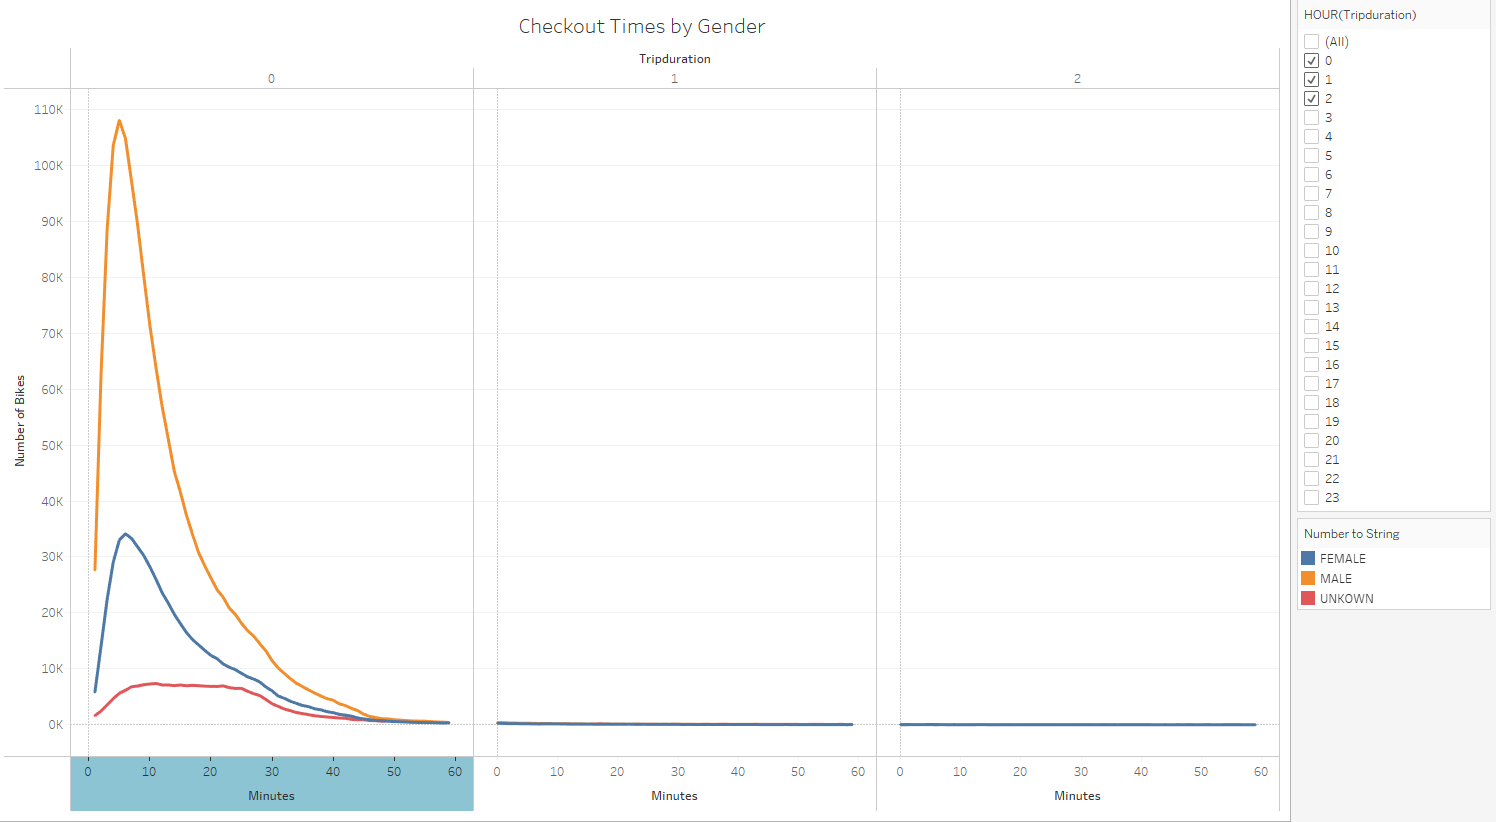 Checkout Times by Gender
Tripduration
0 1 2
110K
100K
90K
80K
70K
60K
50K
40K
30K
20K
10K
0K
Number of Bikes
0 10 20 30 40 50 60 0 10 20 30 40 50 60 0 10 20 30 40 50 60
Minutes Minutes Minutes
HOUR(Tripduration)
(All)
0
1
2
3
4
5
6
7
8
9
10
11
12
13
14
15
16
17
18
19
20
21
22
23
Number to String
FEMALE
MALE
UNKOWN